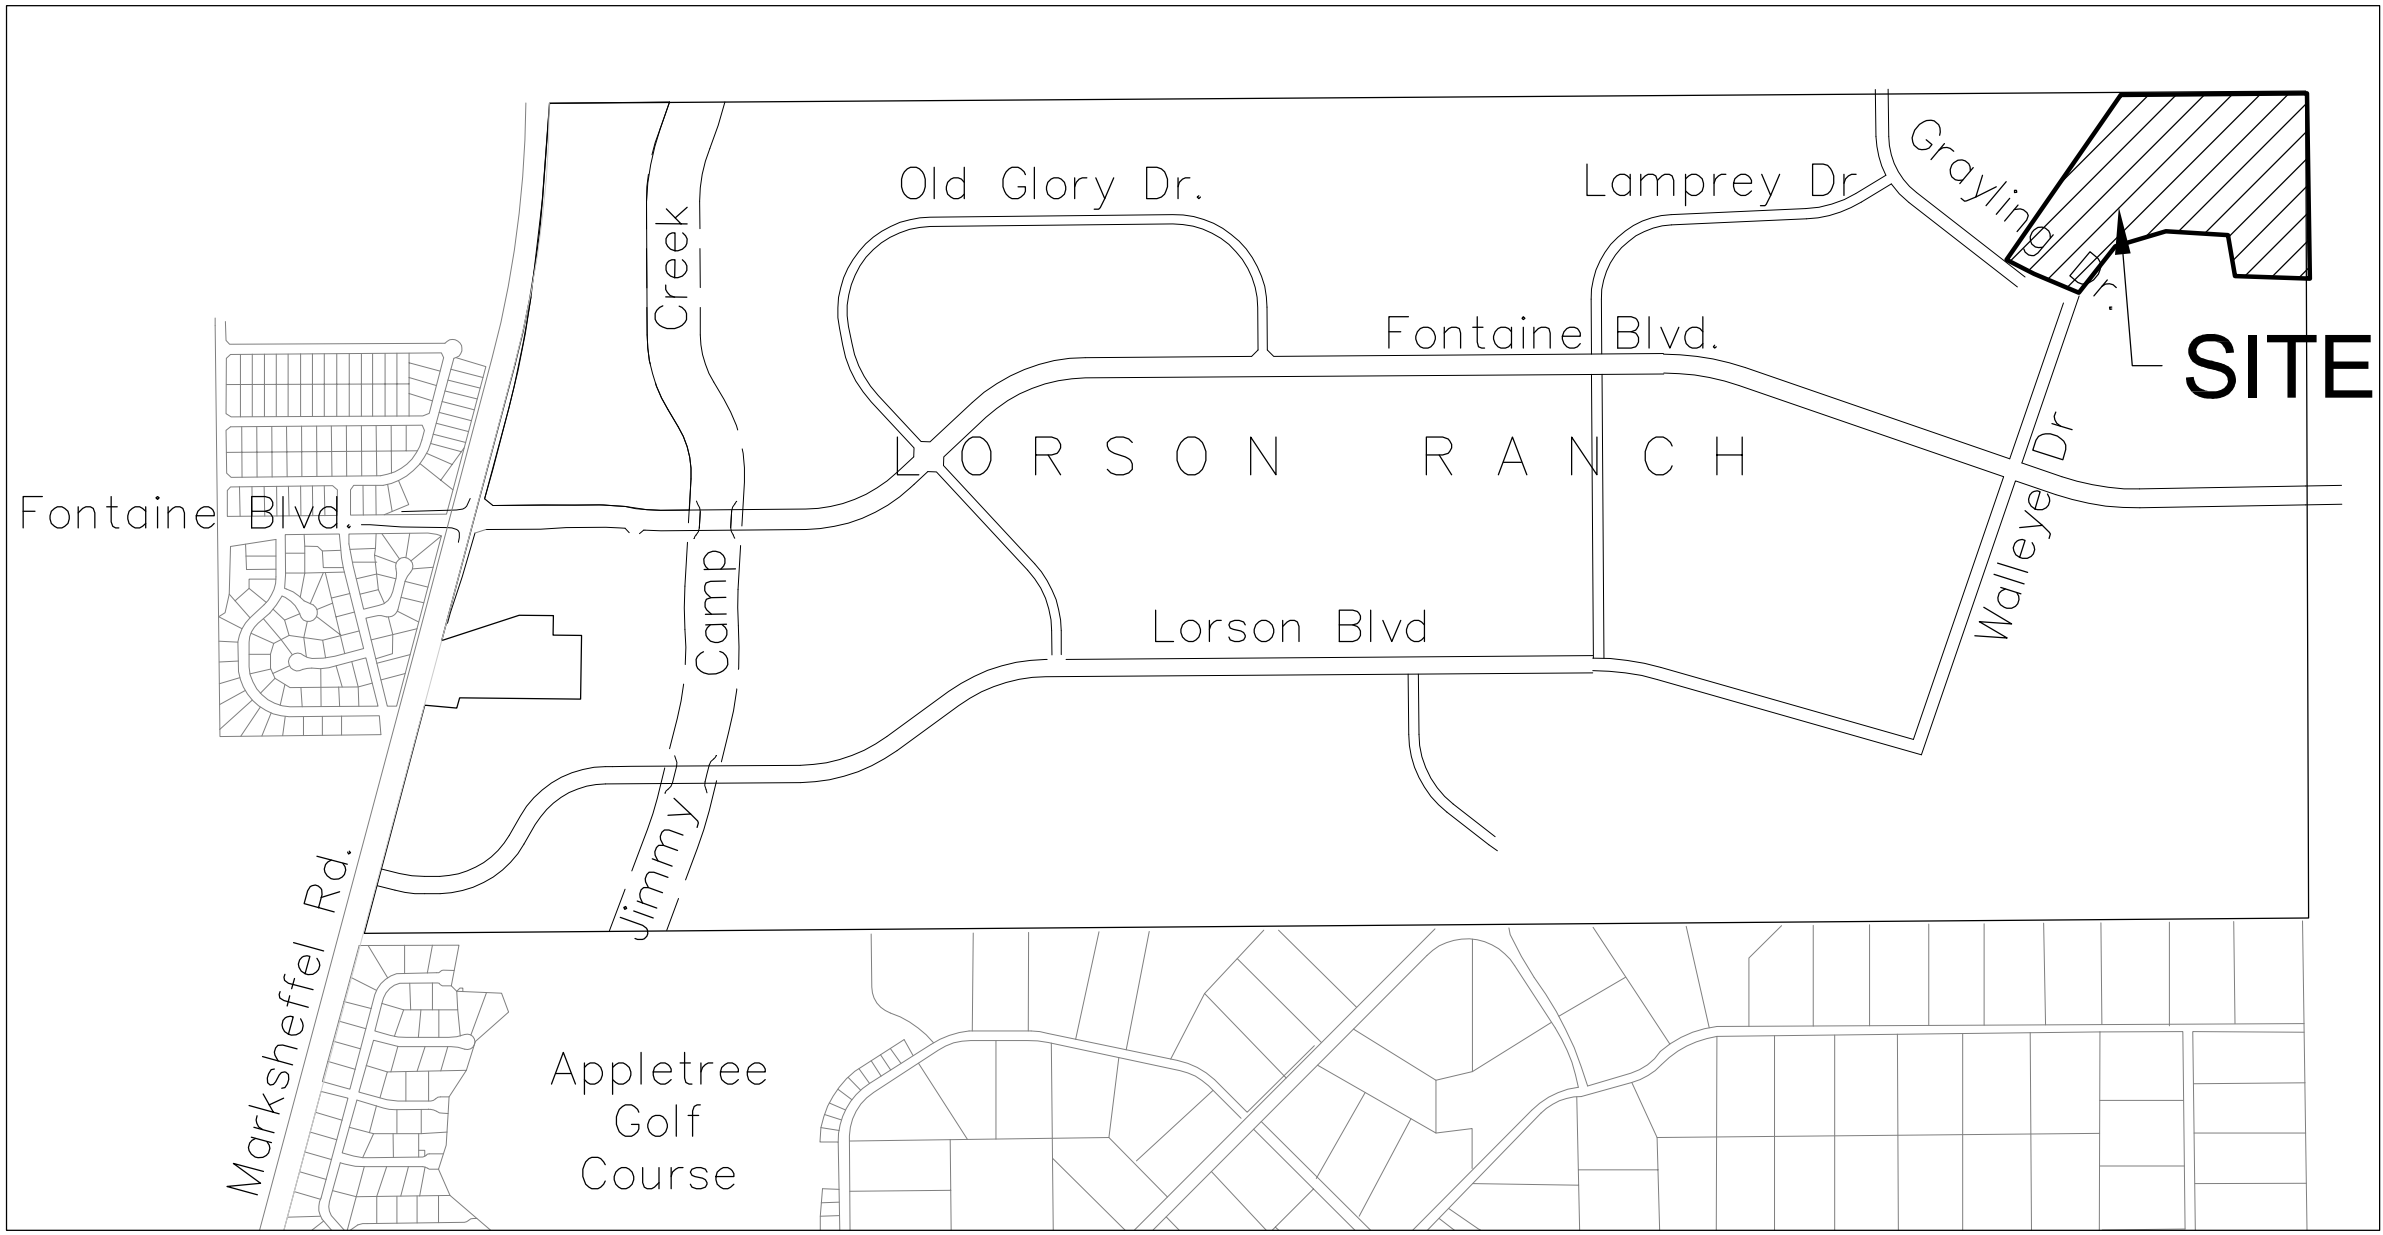 Old Glory Dr.
Lamprey Dr
Grayling Dr.
Creek
Fontaine Blvd.
SITE
LORSON RANCH
Walleye Dr
Fontaine Blvd.
Camp
Lorson Blvd
Jimmy
Marksheffel Rd.
Appletree
Golf
Course